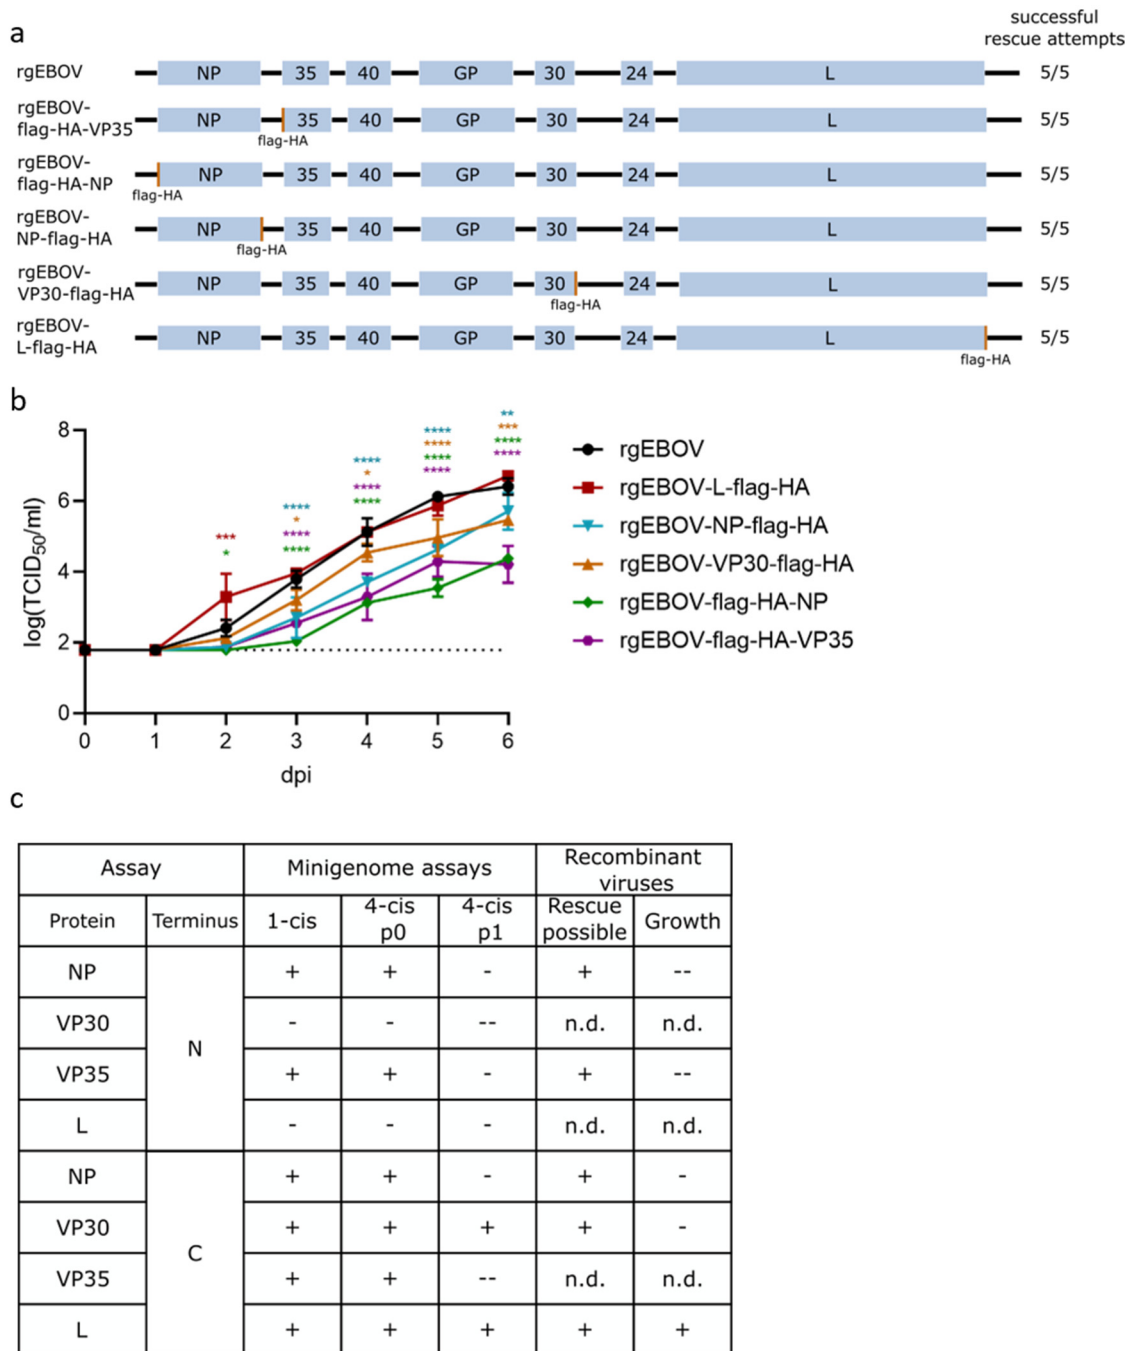 a
successful
rescue attempts
rgEBOV
NP 35 40 GP 30 24 L 5/5
rgEBOV-
flag-HA-VP35
NP 35 40 GP 30 24 L 5/5
flag-HA
rgEBOV-
flag-HA-NP
NP 35 40 GP 30 24 L 5/5
flag-HA
rgEBOV-
NP-flag-HA
NP 35 40 GP 30 24 L 5/5
flag-HA
rgEBOV-
VP30-flag-HA
NP 35 40 GP 30 24 L 5/5
flag-HA
rgEBOV-
L-flag-HA
NP 35 40 GP 30 24 L 5/5
flag-HA
b
log(TCID50/ml)
8
6
4
2
0
*** 
*
****
*
****
****
****
*
****
****
****
****
****
****
**
***
****
****
0 1 2 3 4 5 6
dpi
rgEBOV
rgEBOV-L-flag-HA
rgEBOV-NP-flag-HA
rgEBOV-VP30-flag-HA
rgEBOV-flag-HA-NP
rgEBOV-flag-HA-VP35
c
Assay Minigenome assays Recombinant
viruses
Protein Terminus 1-cis 4-cis
p0 4-cis
p1 Rescue
possible Growth
NP + + - + --
VP30 - - -- n.d. n.d.
N
VP35 + + - + --
L - - - n.d. n.d.
NP + + - + -
VP30 + + + + -
C
VP35 + + -- n.d. n.d.
L + + + + +